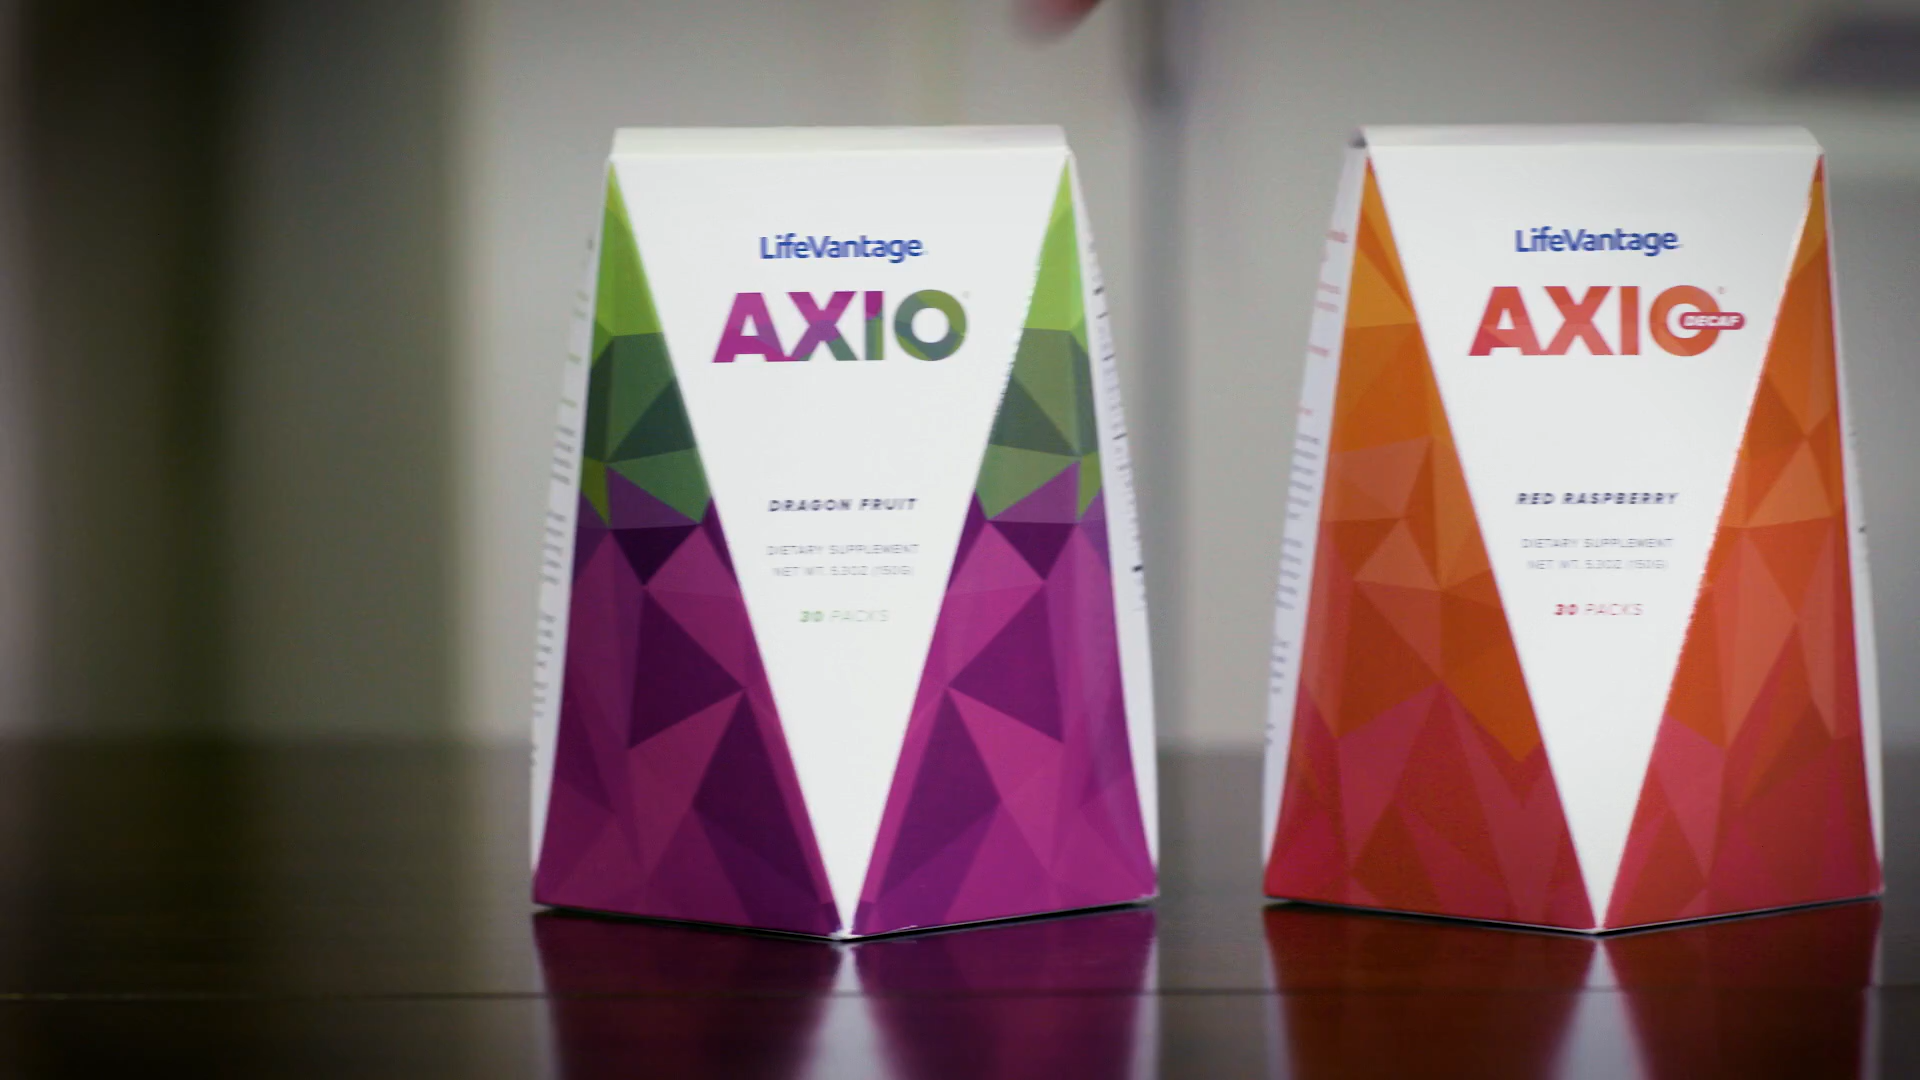 LifeVantage
AXIO
DRAGON FRUIT
DIETARY SUPPLEMENT
NET WT. 5.3OZ (150G)
30 PACKS
LifeVantage
AXIO
DECAF
RED RASPBERRY
DIETARY SUPPLEMENT
NET WT. 5.3OZ (150G)
30 PACKS